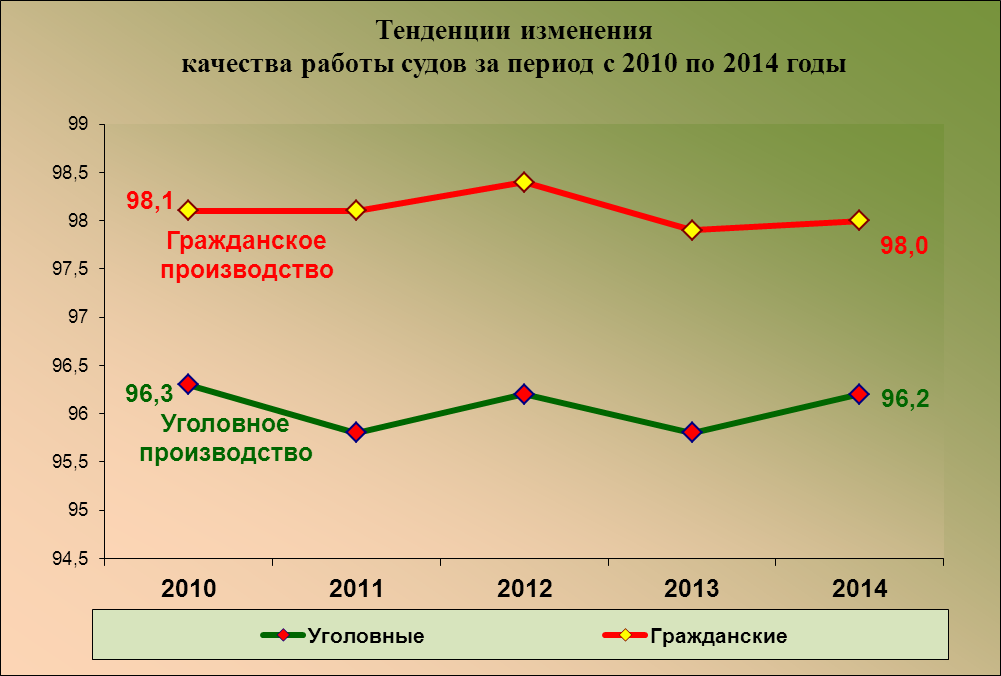 Тенденции изменения
качества работы судов за период с 2010 по 2014 годы
99
98,5
98
97,5
97
96,5
96
95,5
95
94,5
98,1
Гражданское
производство
98,0
96,3
Уголовное
производство
96,2
2010 2011 2012 2013 2014
Уголовные Гражданские